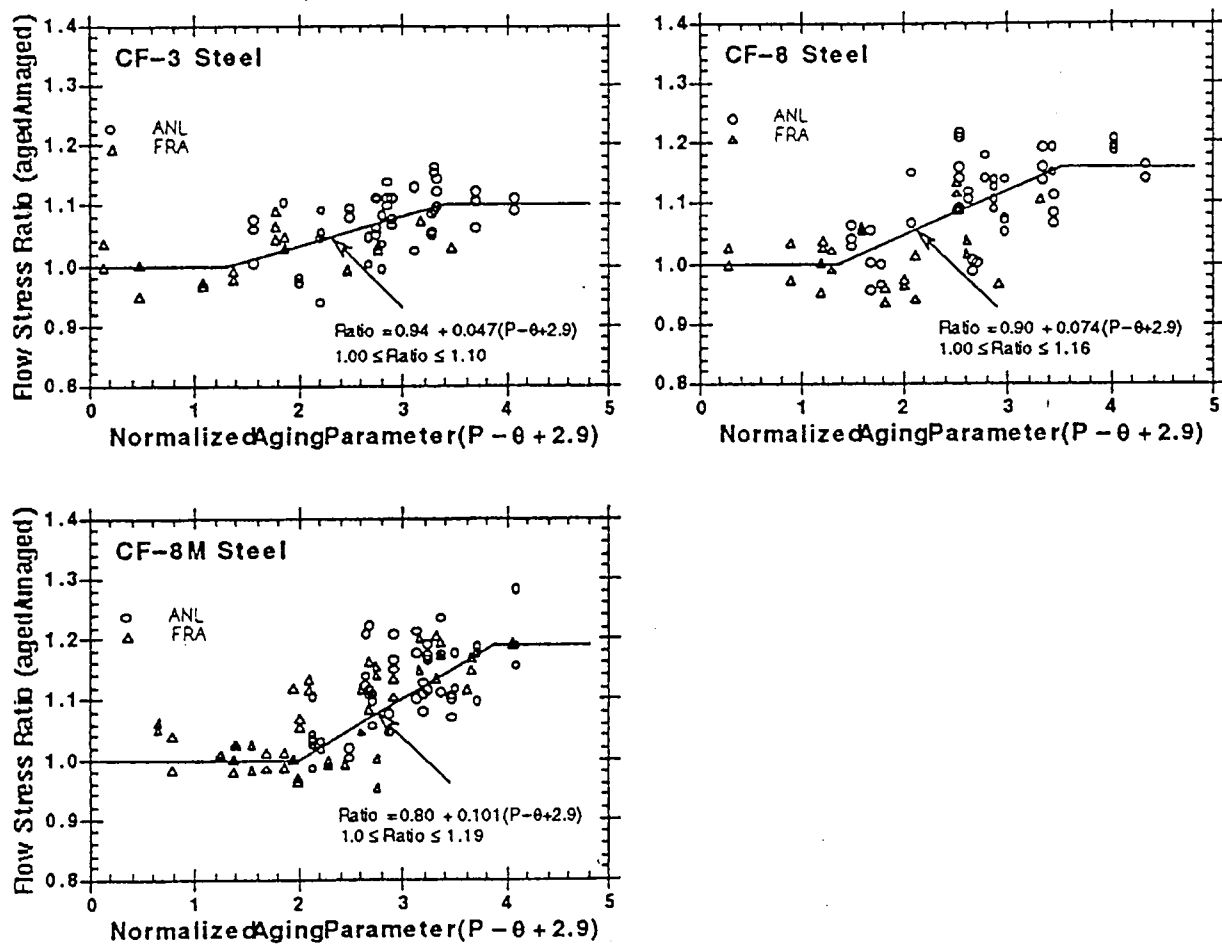 CF-3 Steel
ANL
FRA
Ratio = 0.94 + 0.047(P-θ+2.9)
1.00 ≤ Ratio ≤ 1.10
Flow Stress Ratio (aged/unaged)
1.4
1.3
1.2
1.1
1.0
0.9
0.8
0 1 2 3 4 5
Normalized Aging Parameter (P - θ + 2.9)
CF-8 Steel
ANL
FRA
Ratio = 0.90 + 0.074(P-θ+2.9)
1.00 ≤ Ratio ≤ 1.16
1.4
1.3
1.2
1.1
1.0
0.9
0.8
0 1 2 3 4 5
Normalized Aging Parameter (P - θ + 2.9)
CF-8M Steel
ANL
FRA
Ratio = 0.80 + 0.101(P-θ+2.9)
1.0 ≤ Ratio ≤ 1.19
Flow Stress Ratio (aged/unaged)
1.4
1.3
1.2
1.1
1.0
0.9
0.8
0 1 2 3 4 5
Normalized Aging Parameter (P - θ + 2.9)